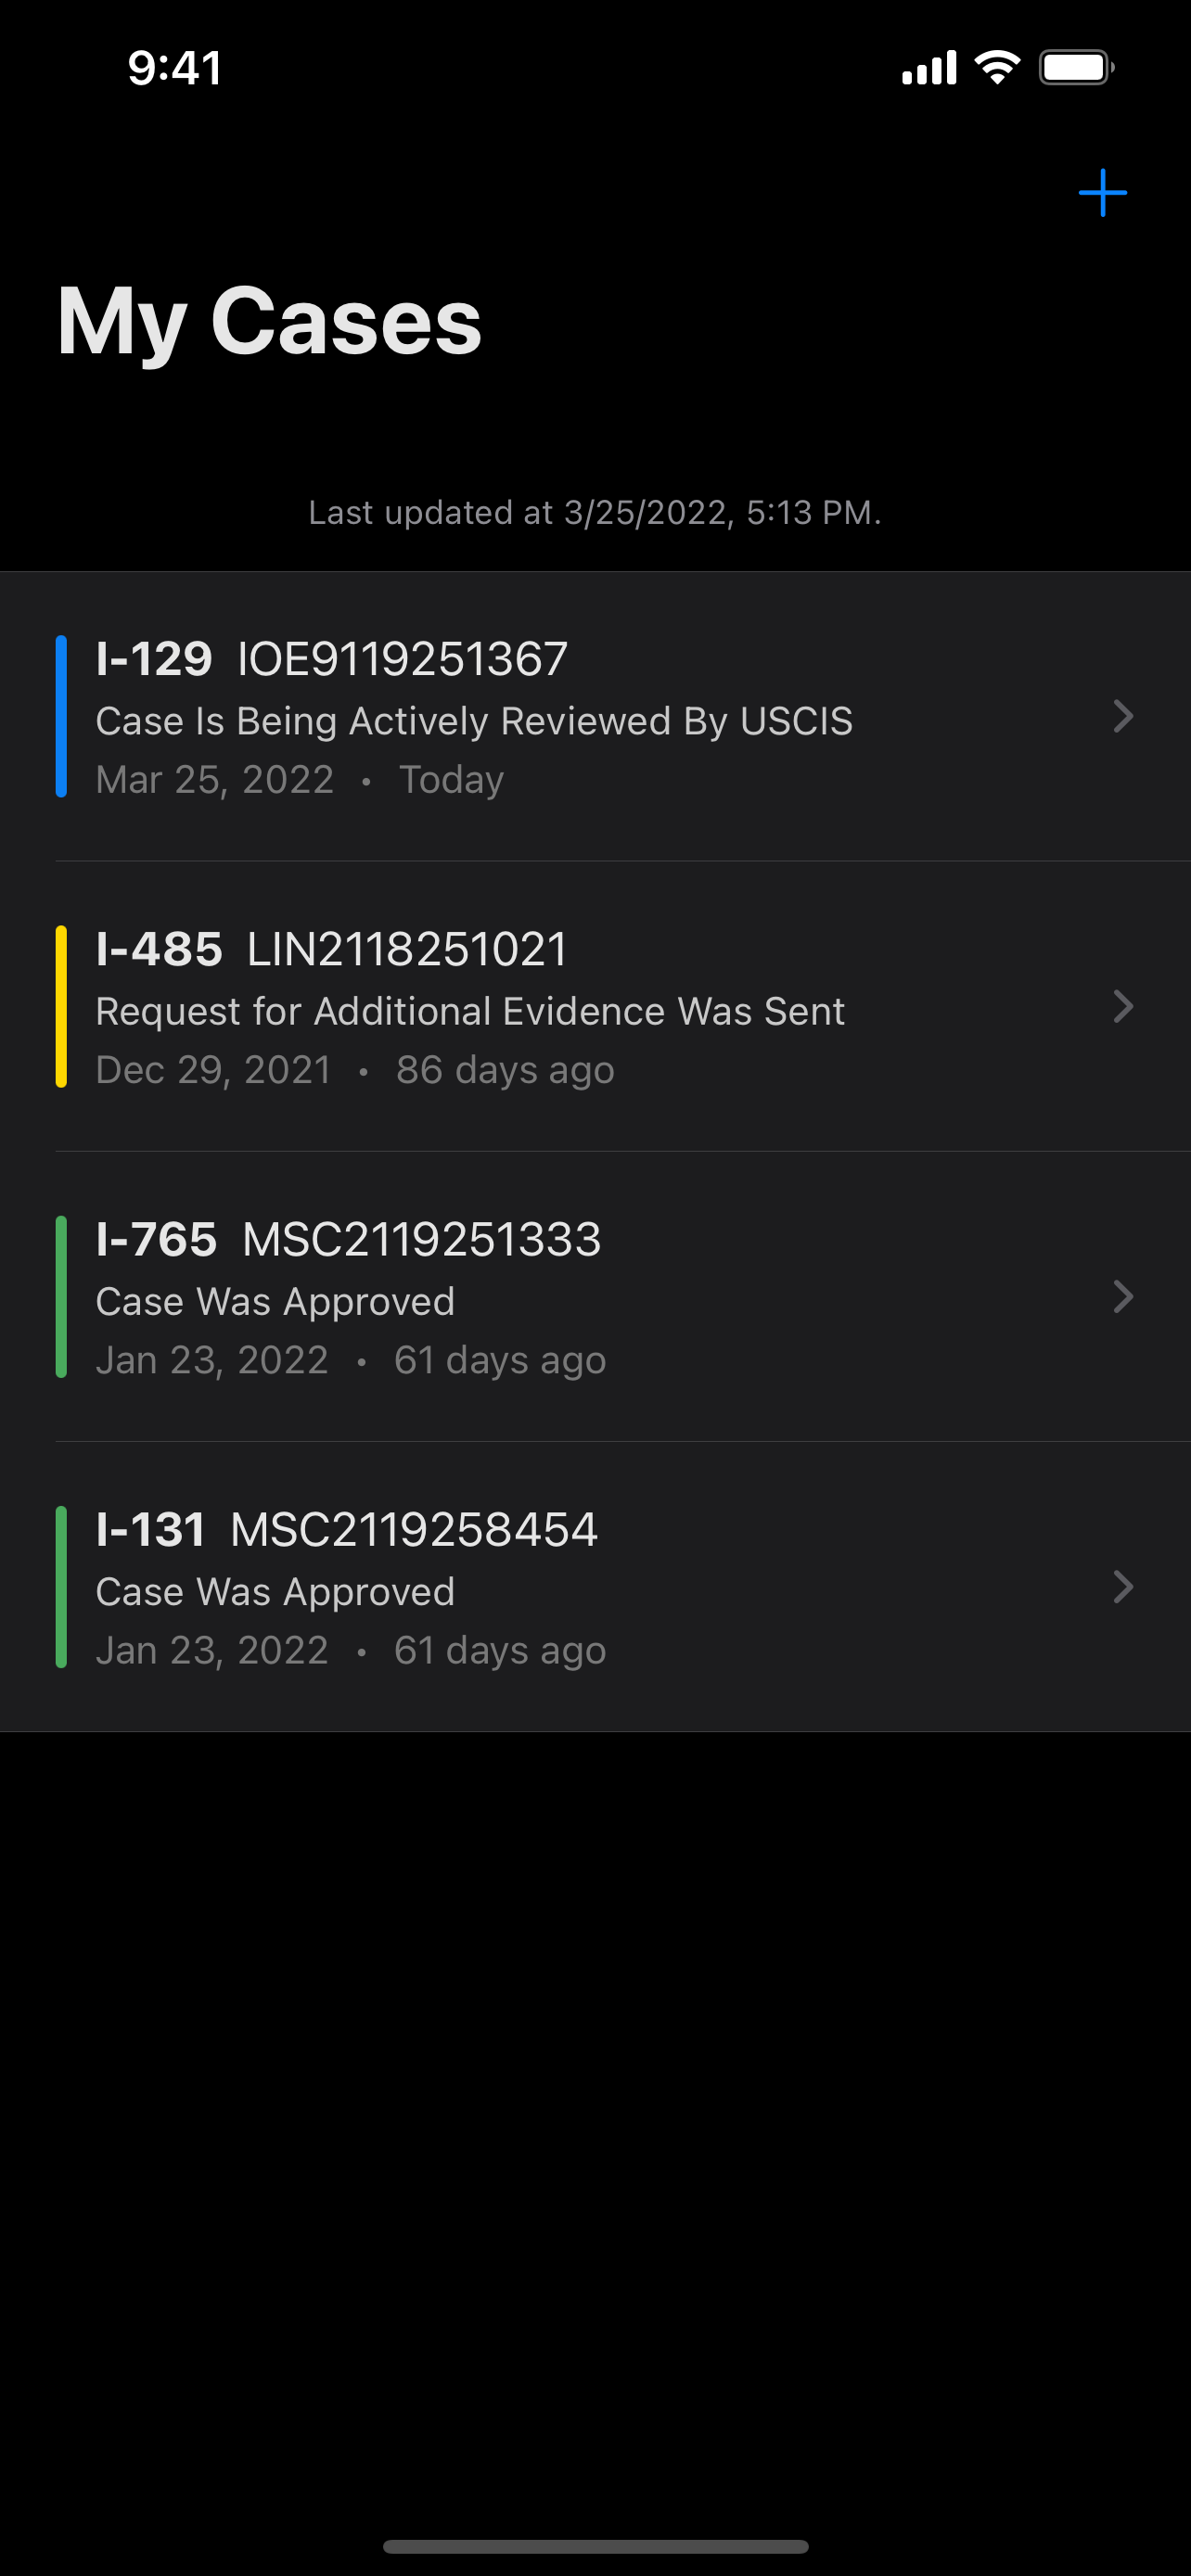 9:41
My Cases
Last updated at 3/25/2022, 5:13 PM.
I-129 IOE9119251367
Case Is Being Actively Reviewed By USCIS
Mar 25, 2022 • Today
I-485 LIN2118251021
Request for Additional Evidence Was Sent
Dec 29, 2021 • 86 days ago
I-765 MSC2119251333
Case Was Approved
Jan 23, 2022 • 61 days ago
I-131 MSC2119258454
Case Was Approved
Jan 23, 2022 • 61 days ago